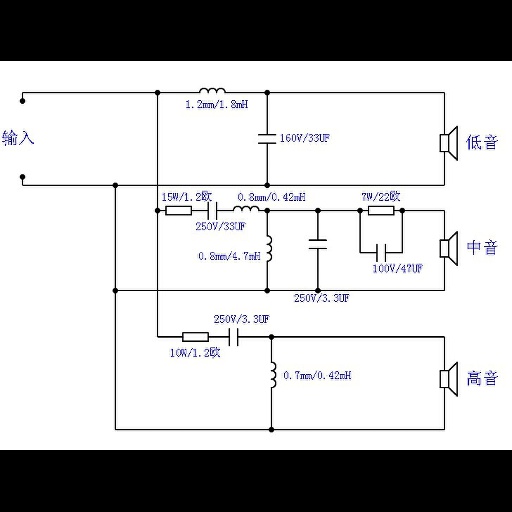 1.2mm/1.8mH
输入
160V/33UF
低音
15W/1.2欧
0.8mm/0.42mH
7W/22欧
250V/33UF
中音
0.8mm/4.7mH
100V/47UF
250V/3.3UF
250V/3.3UF
10W/1.2欧
0.7mm/0.42mH
高音